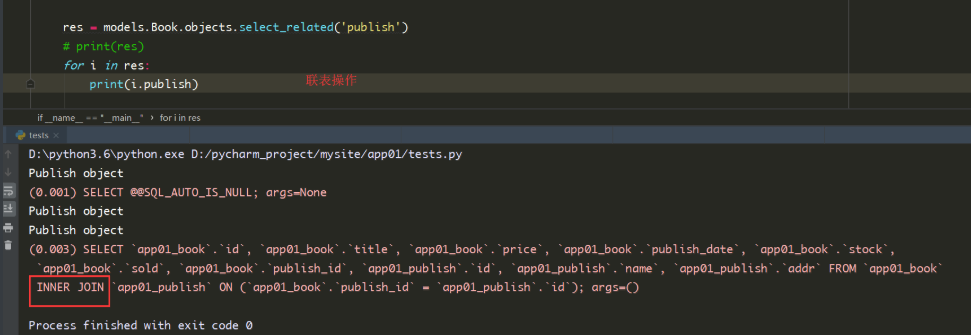 res = models.Book.objects.select_related('publish')
# print(res)
for i in res:
print(i.publish) 联表操作
if __name__ == "__main__" › for i in res
tests ×
D:\python3.6\python.exe D:/pycharm_project/mysite/app01/tests.py
Publish object
(0.001) SELECT @@SQL_AUTO_IS_NULL; args=None
Publish object
Publish object
(0.003) SELECT `app01_book`.`id`, `app01_book`.`title`, `app01_book`.`price`, `app01_book`.`publish_date`, `app01_book`.`stock`,
`app01_book`.`sold`, `app01_book`.`publish_id`, `app01_publish`.`id`, `app01_publish`.`name`, `app01_publish`.`addr` FROM `app01_book`
INNER JOIN `app01_publish` ON (`app01_book`.`publish_id` = `app01_publish`.`id`); args=()
Process finished with exit code 0